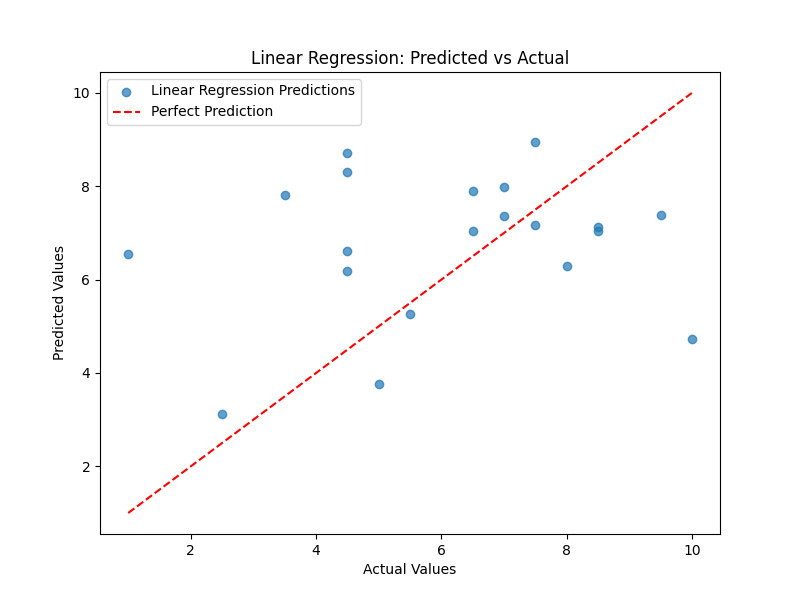 Linear Regression: Predicted vs Actual
Linear Regression Predictions
Perfect Prediction
10
8
6
4
2
Predicted Values
2 4 6 8 10
Actual Values